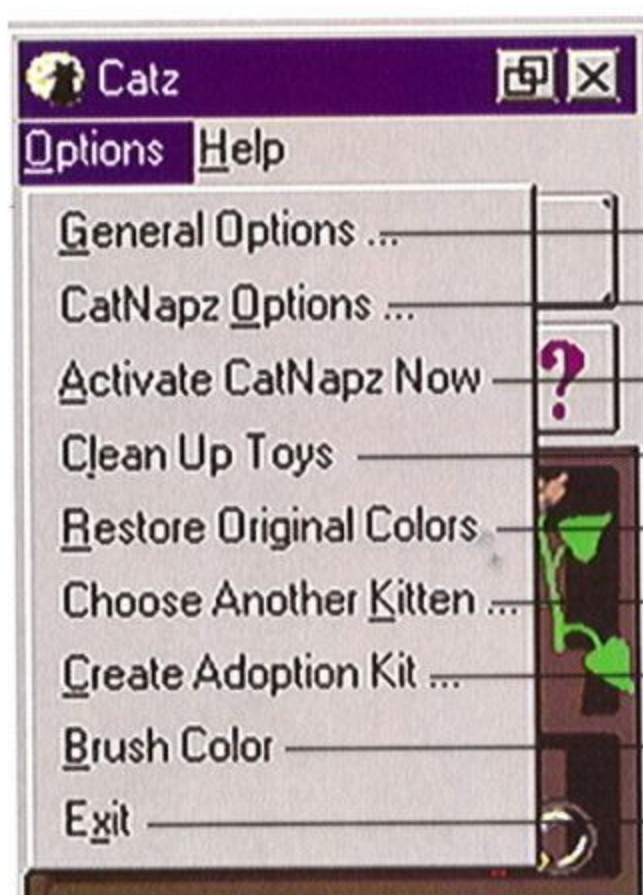 Catz
Options Help
General Options ...
CatNapz Options ...
Activate CatNapz Now
?
Clean Up Toys
Restore Original Colors
Choose Another Kitten ...
Create Adoption Kit ...
Brush Color
Exit